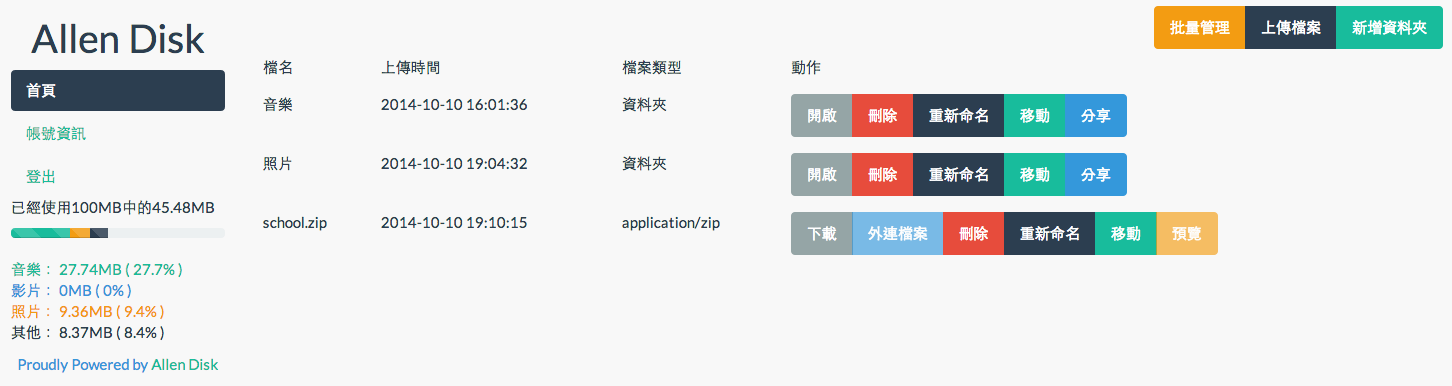 Allen Disk
首頁
帳號資訊
登出
已經使用100MB中的45.48MB
音樂： 27.74MB ( 27.7% )
影片： 0MB ( 0% )
照片： 9.36MB ( 9.4% )
其他： 8.37MB ( 8.4% )
Proudly Powered by Allen Disk
批量管理 上傳檔案 新增資料夾
檔名 上傳時間 檔案類型 動作
音樂 2014-10-10 16:01:36 資料夾 開啟 刪除 重新命名 移動 分享
照片 2014-10-10 19:04:32 資料夾 開啟 刪除 重新命名 移動 分享
school.zip 2014-10-10 19:10:15 application/zip 下載 外連檔案 刪除 重新命名 移動 預覽